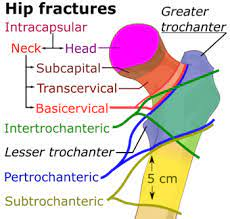 Hip fractures
Greater
trochanter
Intracapsular
Neck Head
Subcapital
Transcervical
Basicervical
Intertrochanteric
Lesser trochanter
Pertrochanteric
5 cm
Subtrochanteric